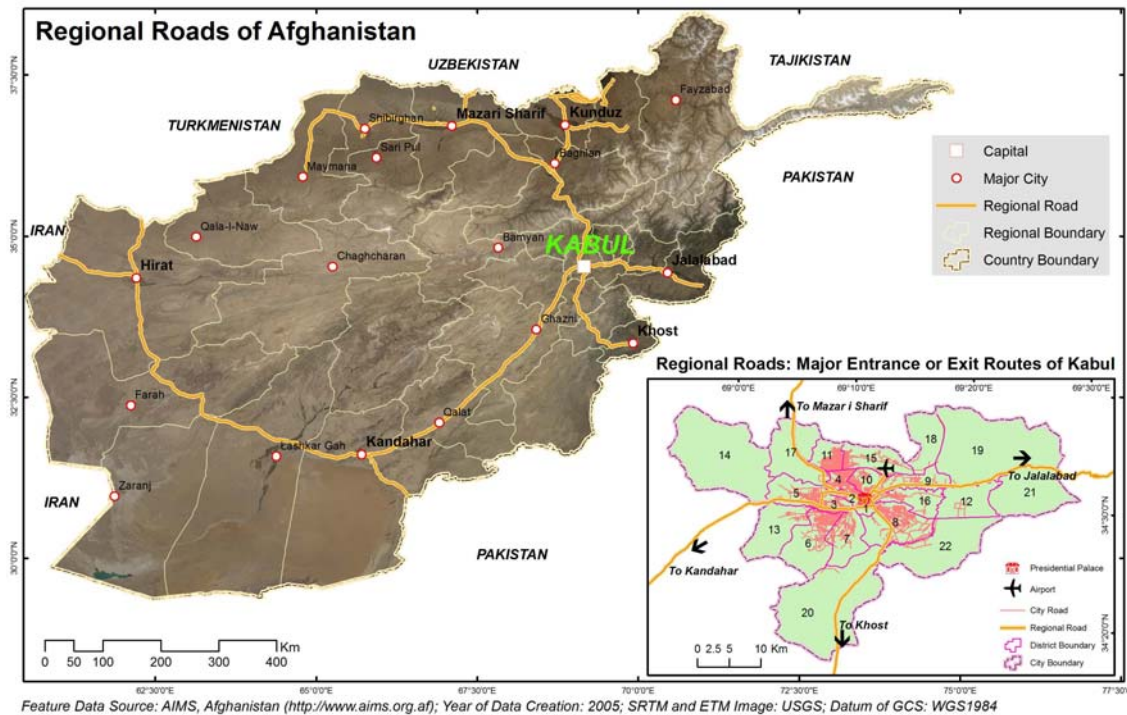 Regional Roads of Afghanistan
UZBEKISTAN
TAJIKISTAN
TURKMENISTAN
PAKISTAN
IRAN
IRAN
PAKISTAN
Fayzabad
Mazari Sharif
Kunduz
Shibirghan
Sari Pul
Baghlan
Maymana
Qala-I-Naw
Bamyan
KABUL
Chaghcharan
Hirat
Jalalabad
Ghazni
Khost
Farah
Qalat
Lashkar Gah
Kandahar
Zaranj
Capital
Major City
Regional Road
Regional Boundary
Country Boundary
37°30'0"N
35°0'0"N
32°30'0"N
30°0'0"N
0 50 100 200 300 400 Km
62°30'0"E 65°0'0"E 67°30'0"E 70°0'0"E 72°30'0"E 75°0'0"E 77°30'0"E
Regional Roads: Major Entrance or Exit Routes of Kabul
69°0'0"E 69°10'0"E 69°20'0"E 69°30'0"E
34°30'0"N
34°20'0"N
To Mazar i Sharif
To Jalalabad
To Kandahar
To Khost
14
17
11
15
18
19
4
10
9
5
2
3
1
16
12
21
13
6
7
8
22
20
Presidential Palace
Airport
City Road
Regional Road
District Boundary
City Boundary
0 2.5 5 10 Km
Feature Data Source: AIMS, Afghanistan (http://www.aims.org.af); Year of Data Creation: 2005; SRTM and ETM Image: USGS; Datum of GCS: WGS1984